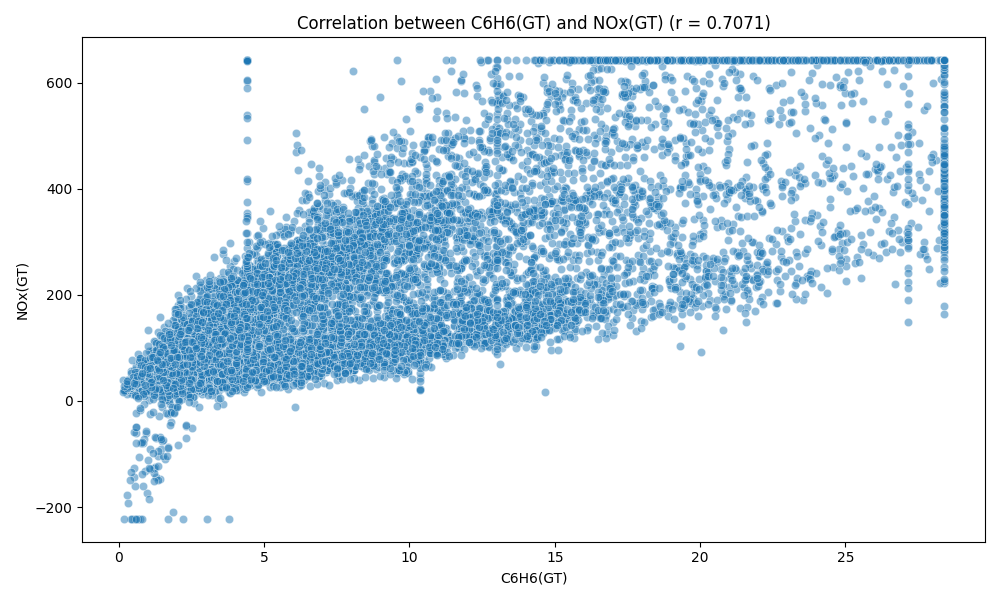 Correlation between C6H6(GT) and NOx(GT) (r = 0.7071)
600
400
200
0
−200
NOx(GT)
0 5 10 15 20 25
C6H6(GT)